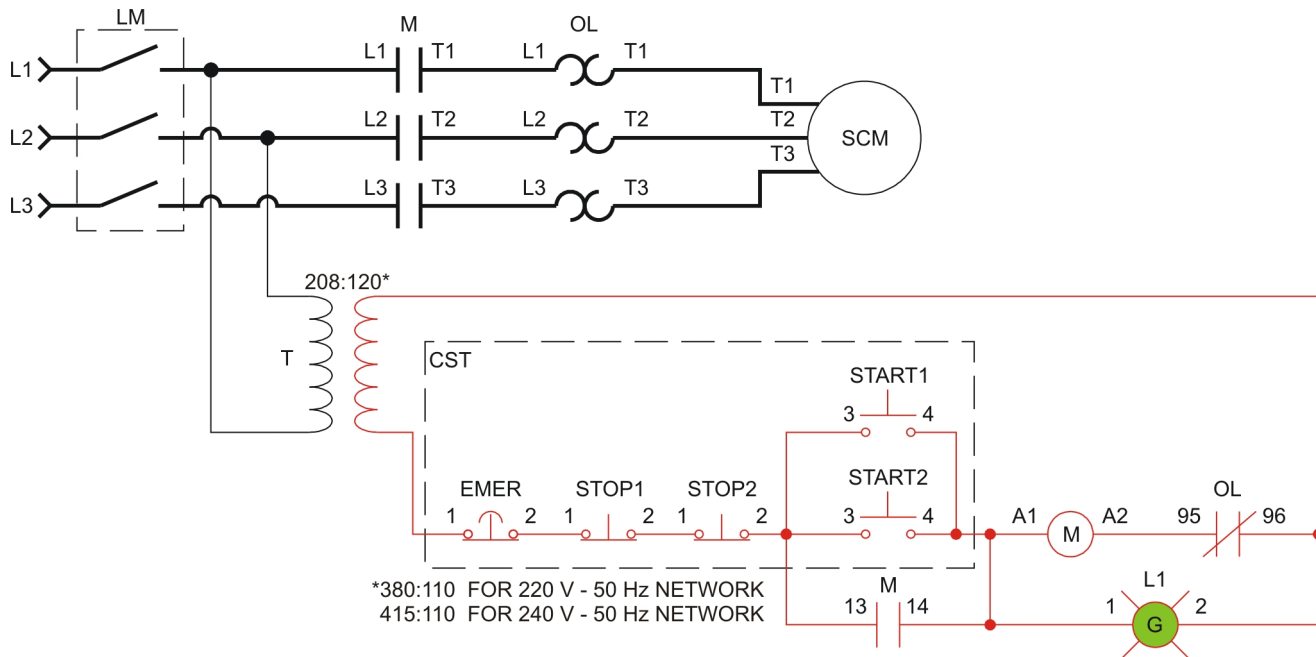 LM
M
OL
L1
L1 T1
L1 T1
T1
L2
L2 T2
L2 T2
T2
SCM
L3
L3 T3
L3 T3
T3
208:120*
T
CST
START1
3 4
EMER
STOP1
STOP2
START2
OL
1 2
1 2
1 2
3 4
A1 M A2
95 96
*380:110 FOR 220 V - 50 Hz NETWORK
415:110 FOR 240 V - 50 Hz NETWORK
M
13 14
L1
1 G 2